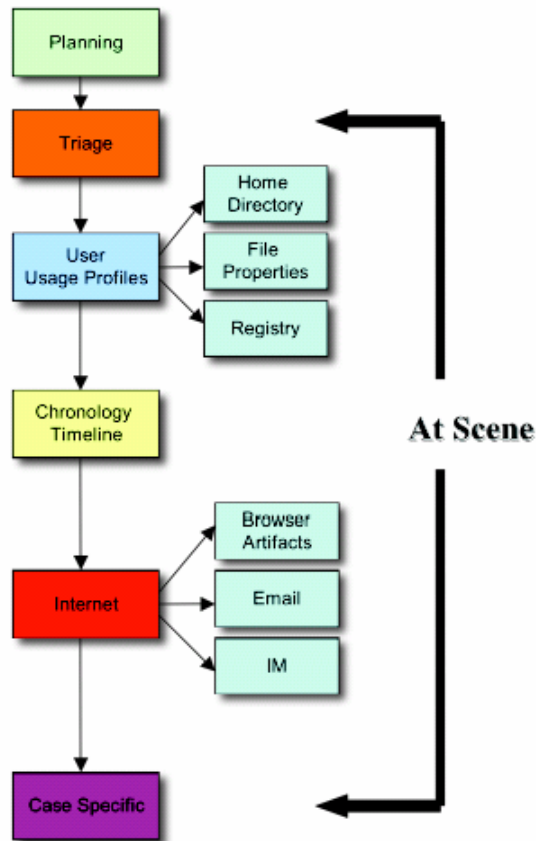 Planning
Triage
Home
Directory
User
Usage Profiles
File
Properties
Registry
Chronology
Timeline
At Scene
Browser
Artifacts
Internet
Email
IM
Case Specific